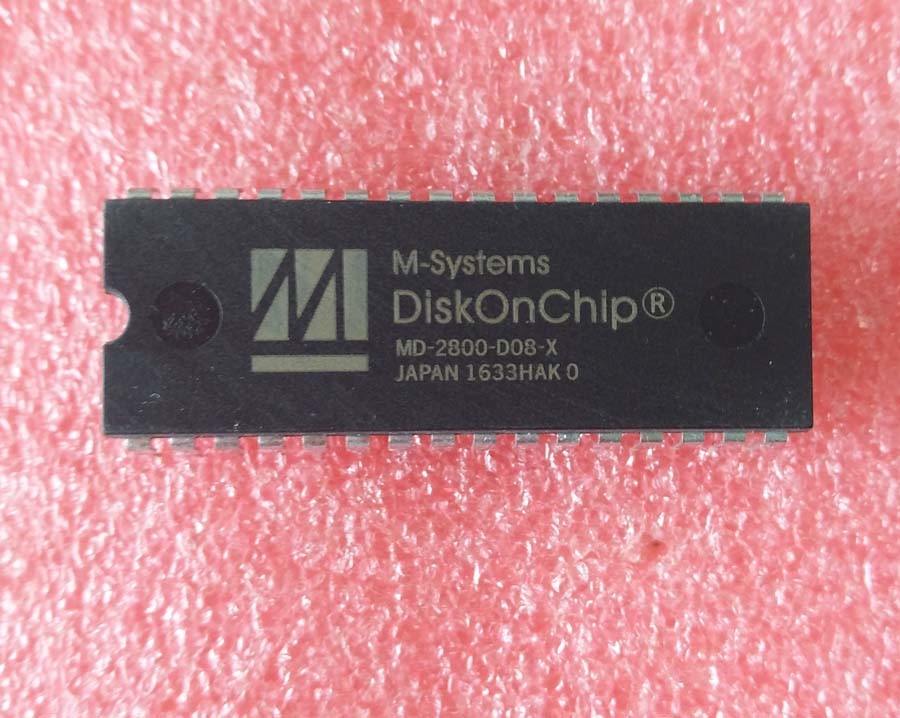 M-Systems
DiskOnChip®
MD-2800-D08-X
JAPAN 1633HAK 0